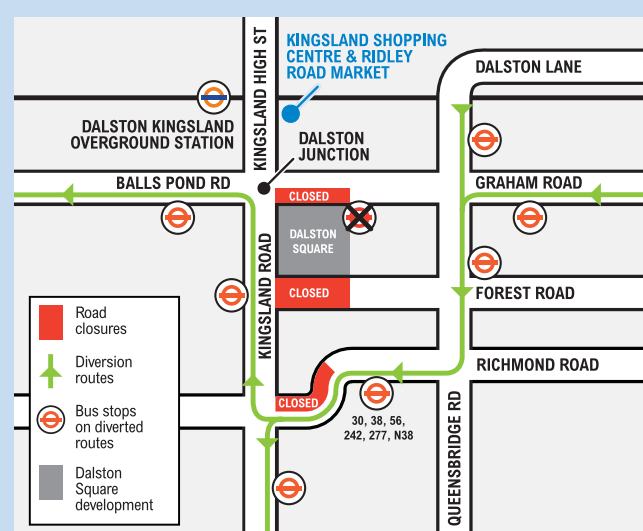 KINGSLAND HIGH ST
KINGSLAND SHOPPING
CENTRE & RIDLEY
ROAD MARKET
DALSTON LANE
DALSTON KINGSLAND
OVERGROUND STATION
DALSTON
JUNCTION
BALLS POND RD
GRAHAM ROAD
CLOSED
DALSTON
SQUARE
CLOSED
KINGSLAND ROAD
FOREST ROAD
RICHMOND ROAD
CLOSED
30, 38, 56,
242, 277, N38
QUEENSBRIDGE RD
Road
closures
Diversion
routes
Bus stops
on diverted
routes
Dalston
Square
development